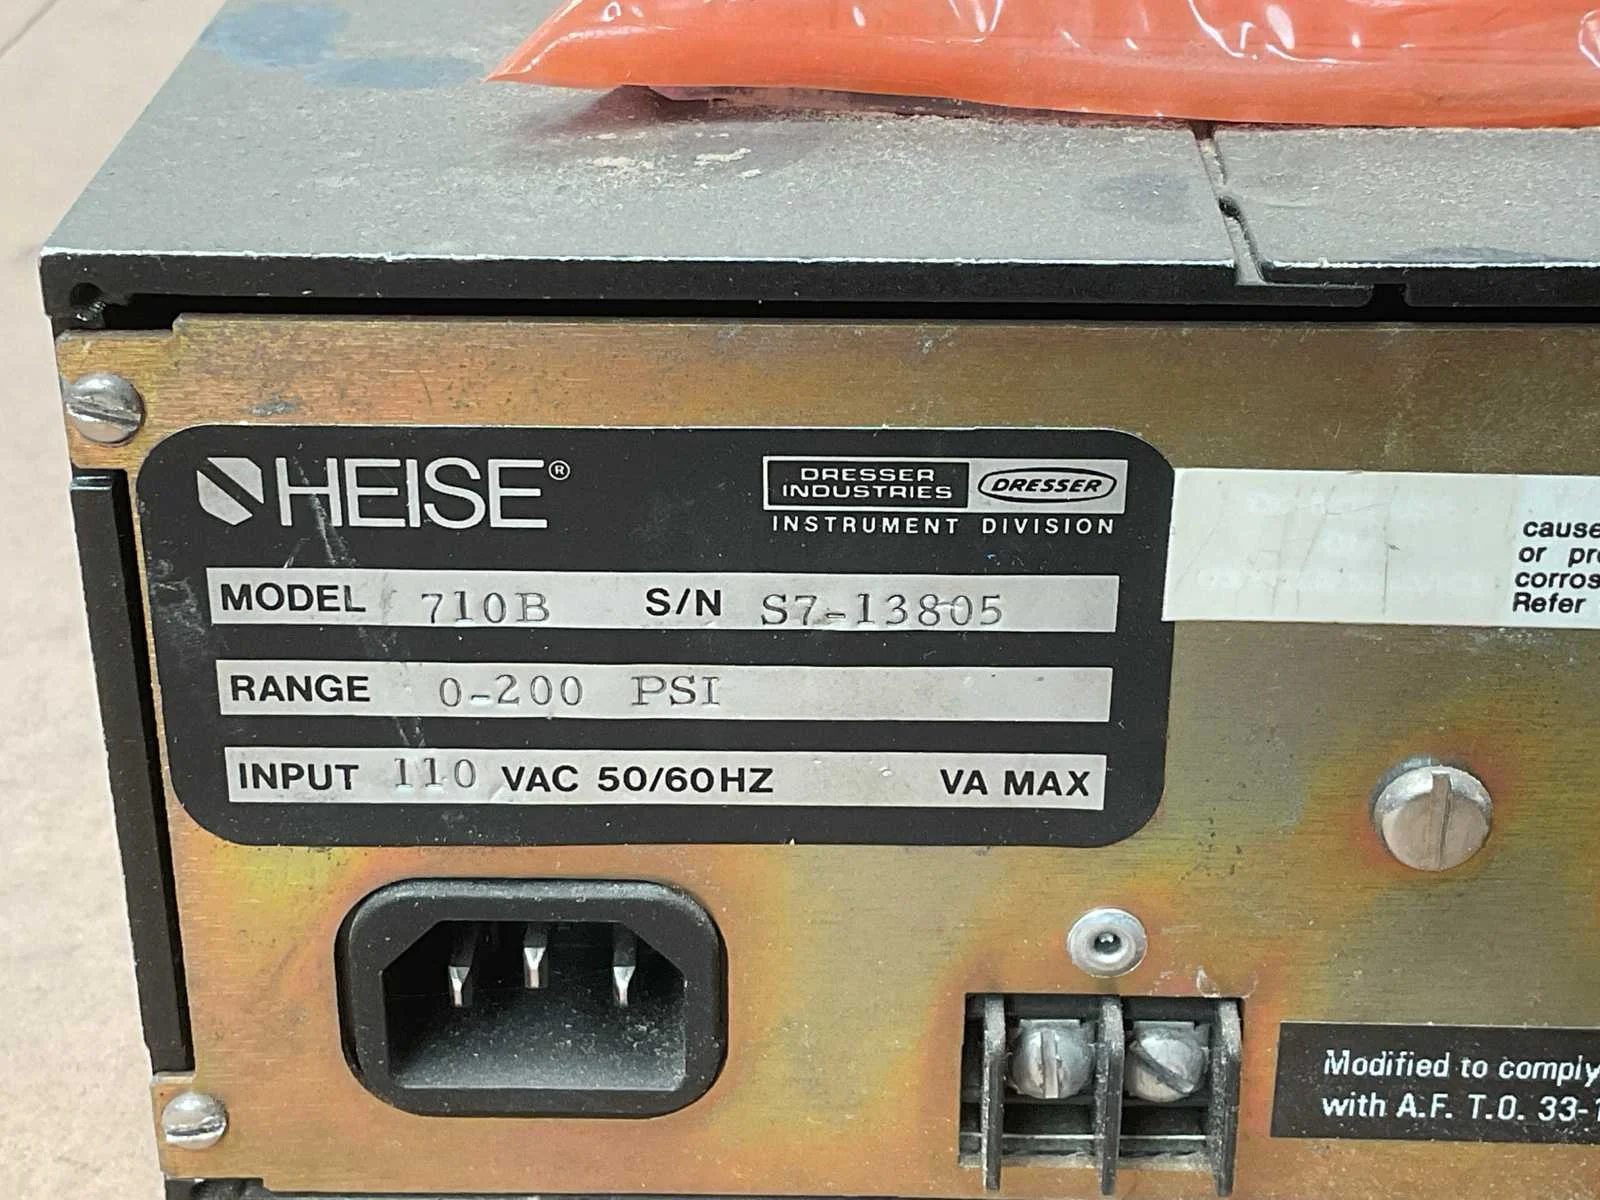 HEISE®
DRESSER
INDUSTRIES
DRESSER
INSTRUMENT DIVISION
MODEL 710B S/N S7-13805
RANGE 0-200 PSI
INPUT 110 VAC 50/60HZ VA MAX
cause
or
corros
Refer
Modified to comply
with A.F. T.O. 33-1